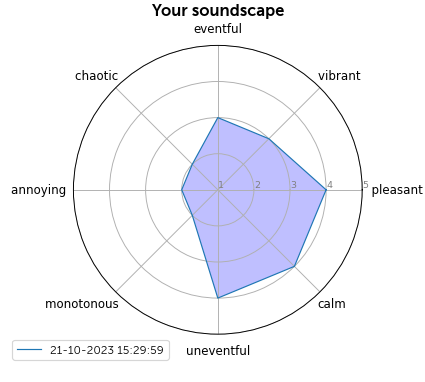 Your soundscape
eventful
chaotic
vibrant
annoying
1
2
3
4
5
pleasant
monotonous
calm
uneventful
21-10-2023 15:29:59